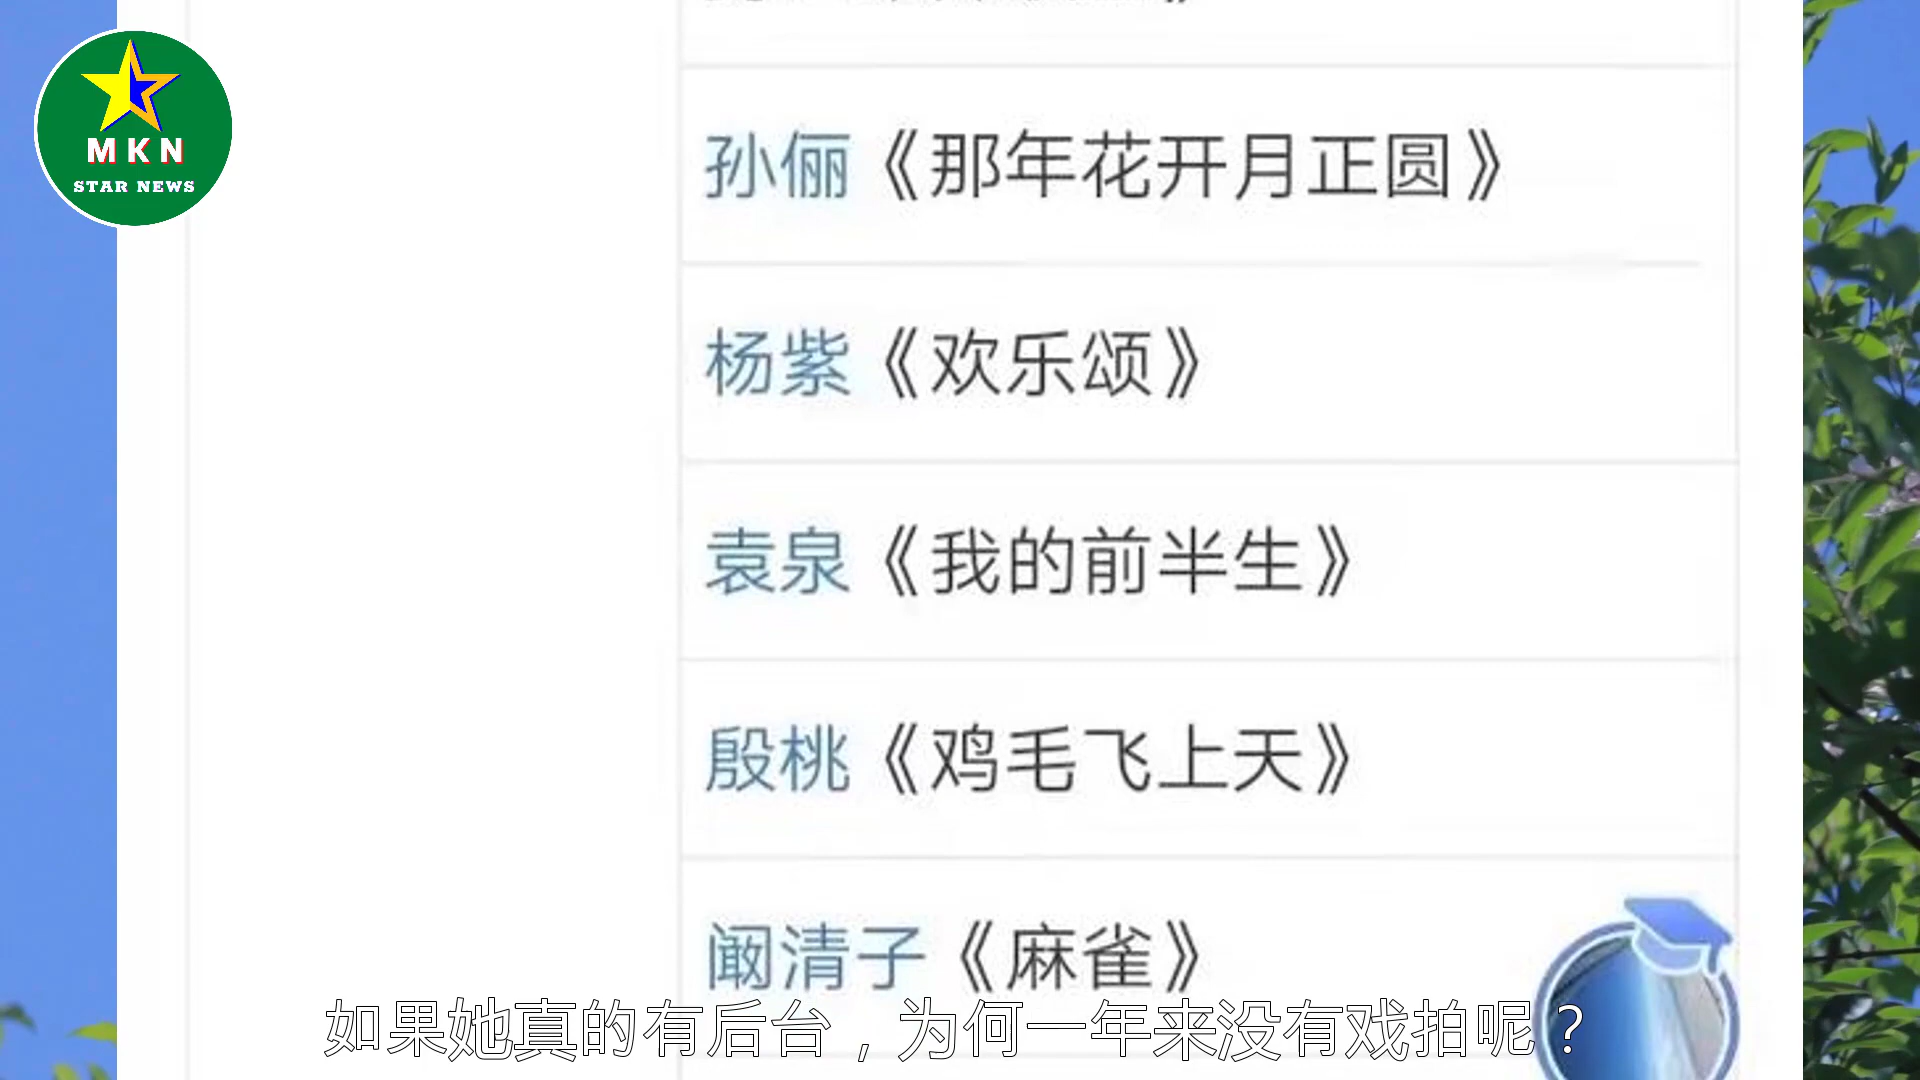 MKN
STAR NEWS
孙俪《那年花开月正圆》
杨紫《欢乐颂》
袁泉《我的前半生》
殷桃《鸡毛飞上天》
阚清子《麻雀》
如果她真的有后台，为何一年来没有戏拍呢？